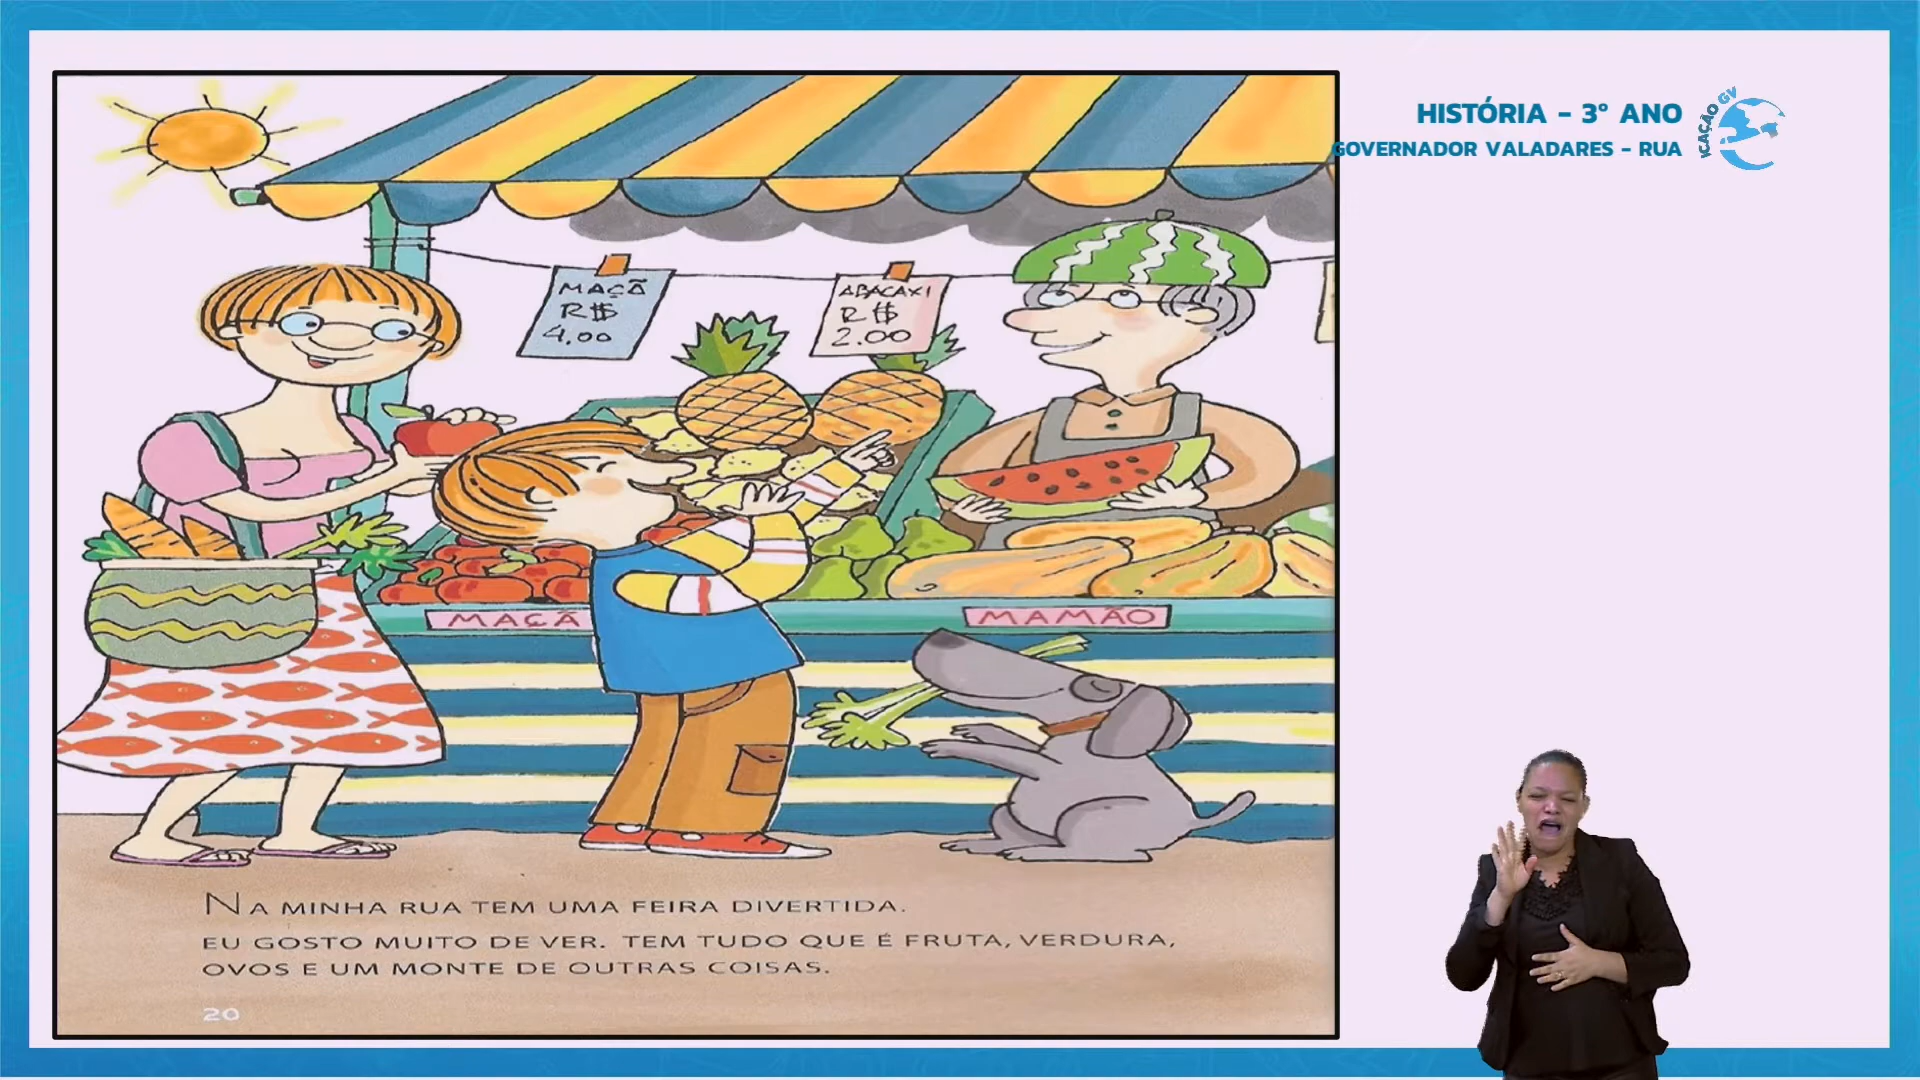 HISTÓRIA - 3° ANO
GOVERNADOR VALADARES - RUA
ICAÇÃO GV
MAÇÃ
R$
4,00
ABACAXI
R$
2.00
MAÇÃ
MAMÃO
NA MINHA RUA TEM UMA FEIRA DIVERTIDA.
EU GOSTO MUITO DE VER. TEM TUDO QUE É FRUTA, VERDURA,
OVOS E UM MONTE DE OUTRAS COISAS.
20